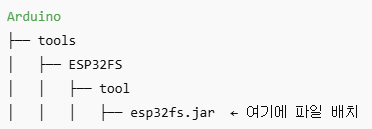 Arduino
├── tools
│   ├── ESP32FS
│   │   ├── tool
│   │   │   ├── esp32fs.jar  ← 여기에 파일 배치